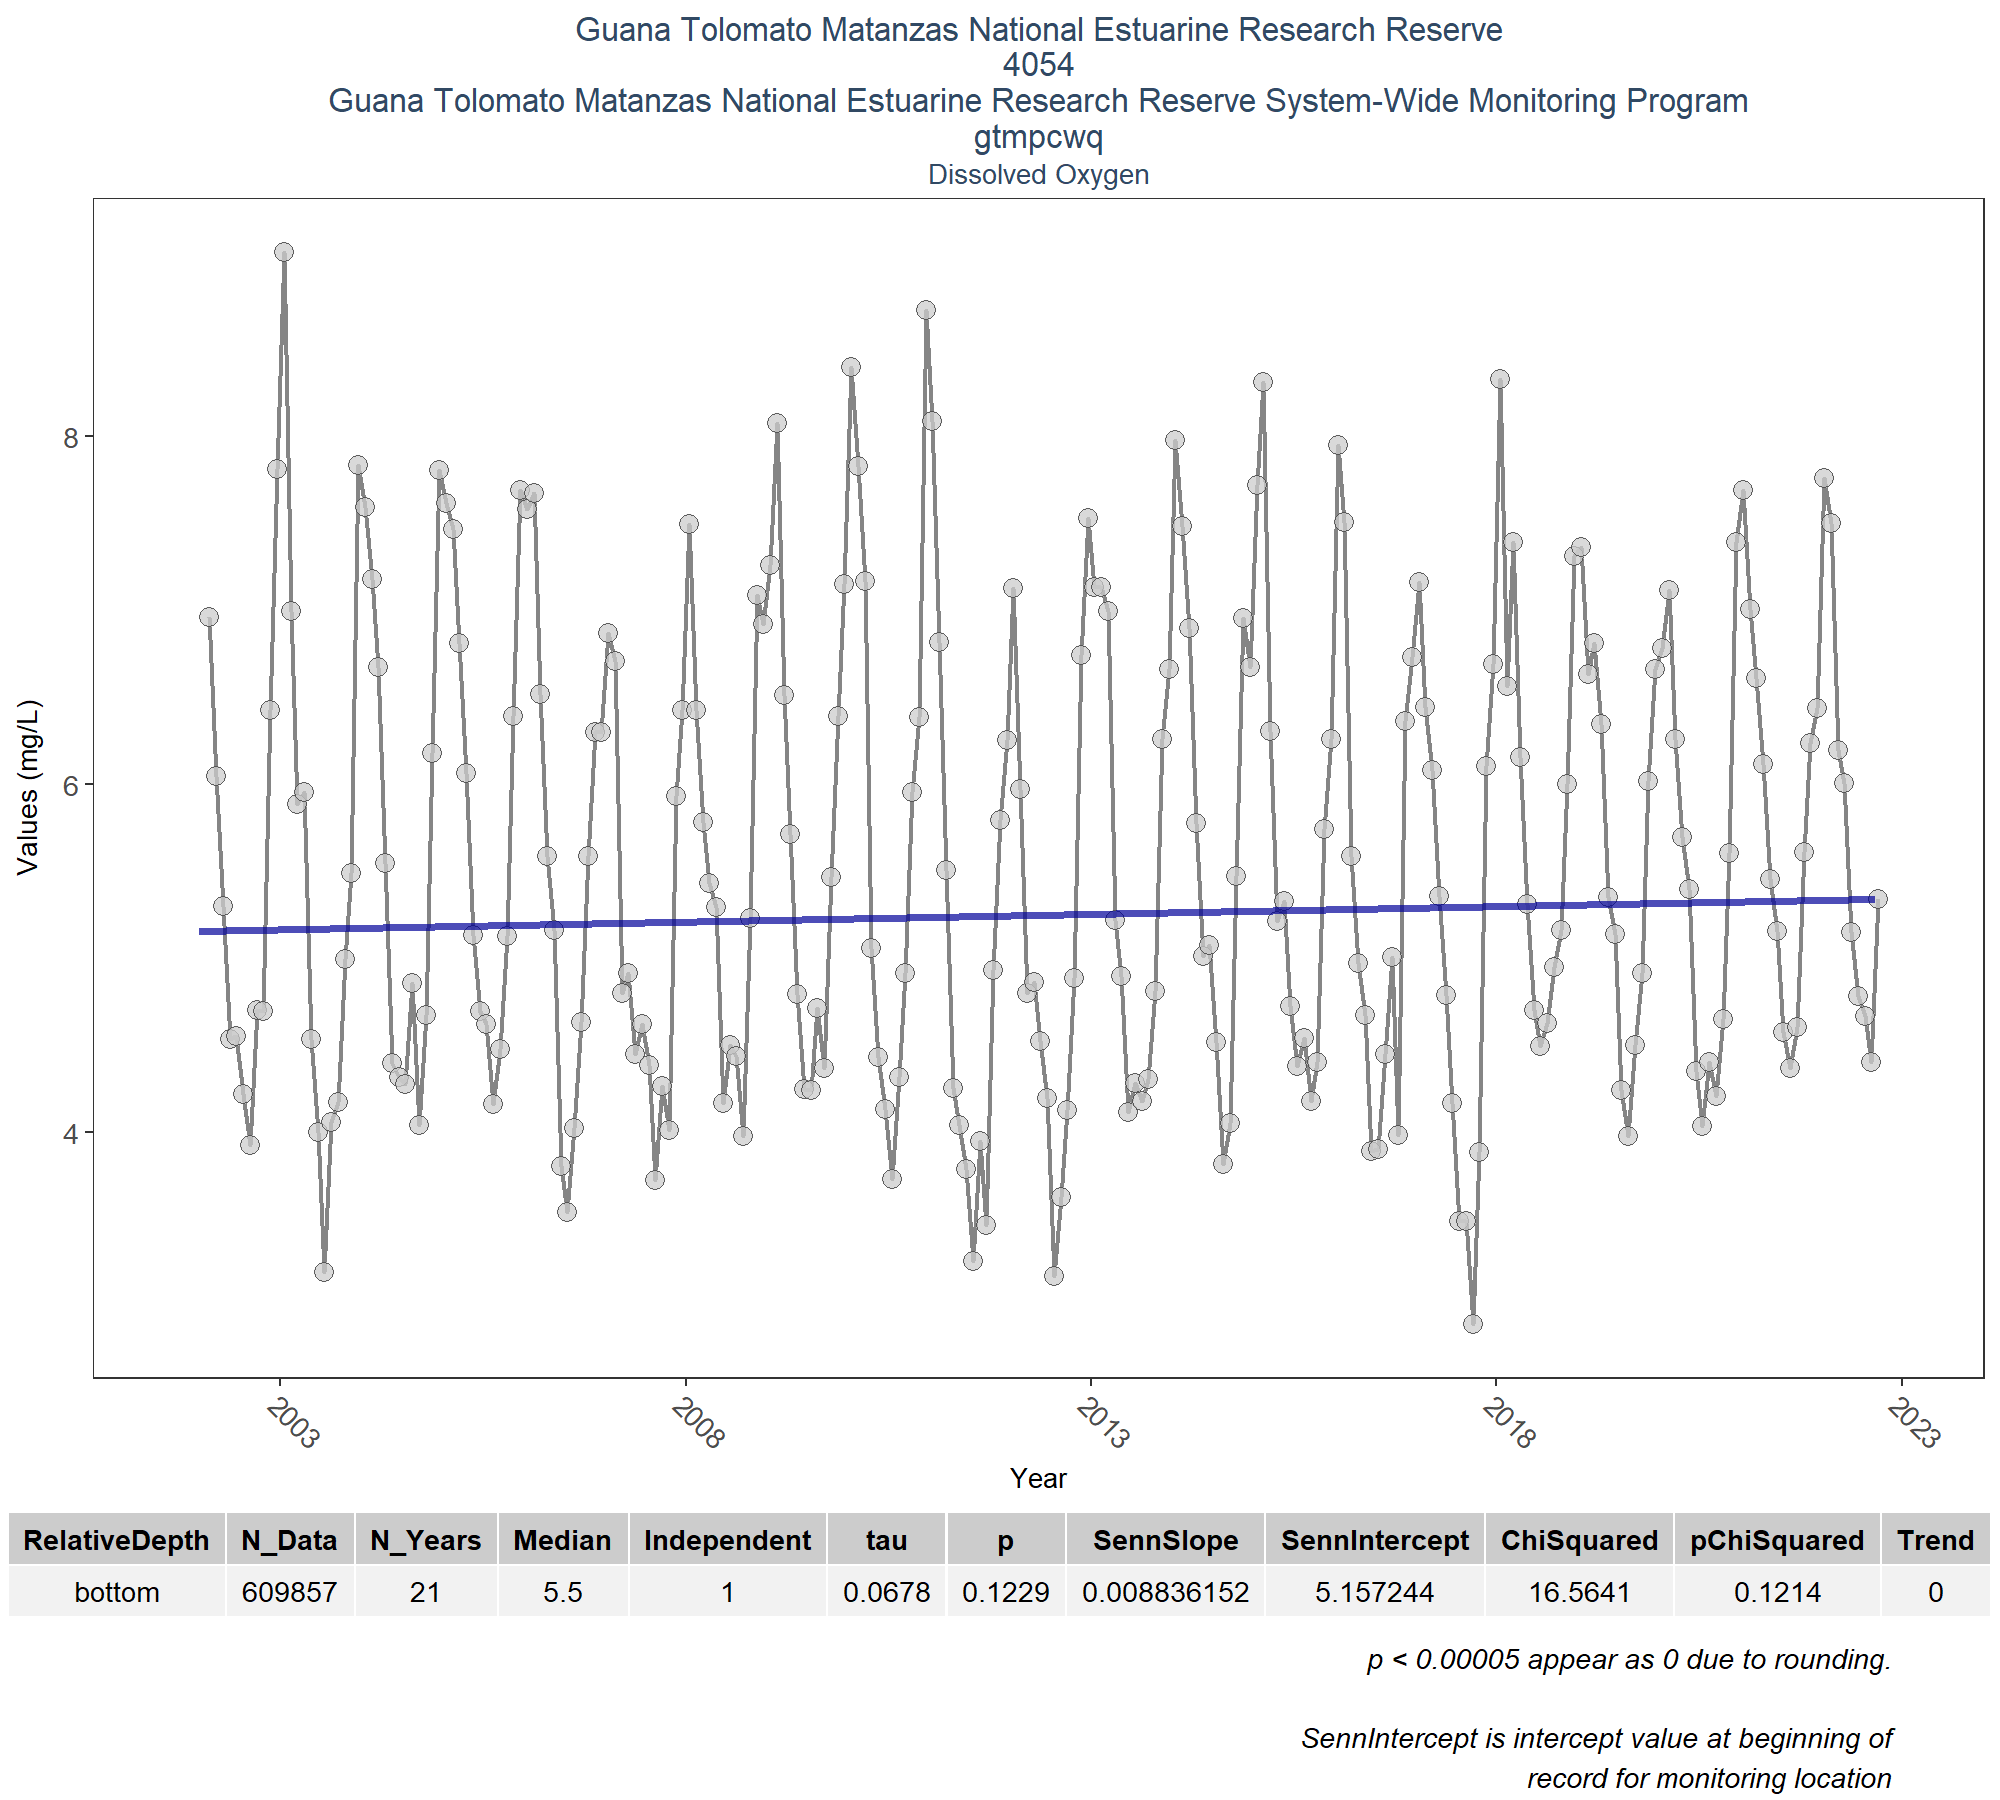 Guana Tolomato Matanzas National Estuarine Research Reserve
4054
Guana Tolomato Matanzas National Estuarine Research Reserve System-Wide Monitoring Program
gtmpcwq
Dissolved Oxygen
Values (mg/L)
8
6
4
2003
2008
2013
2018
2023
Year
RelativeDepth N_Data N_Years Median Independent tau p SennSlope SennIntercept ChiSquared pChiSquared Trend
bottom 609857 21 5.5 1 0.0678 0.1229 0.008836152 5.157244 16.5641 0.1214 0
p < 0.00005 appear as 0 due to rounding.
SennIntercept is intercept value at beginning of
record for monitoring location